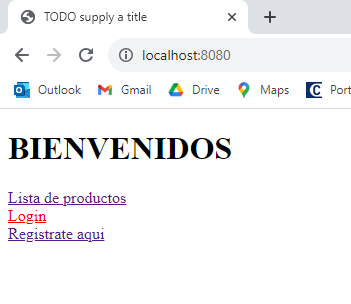 TODO supply a title
localhost:8080
Outlook Gmail Drive Maps Port
BIENVENIDOS
Lista de productos
Login
Registrate aqui